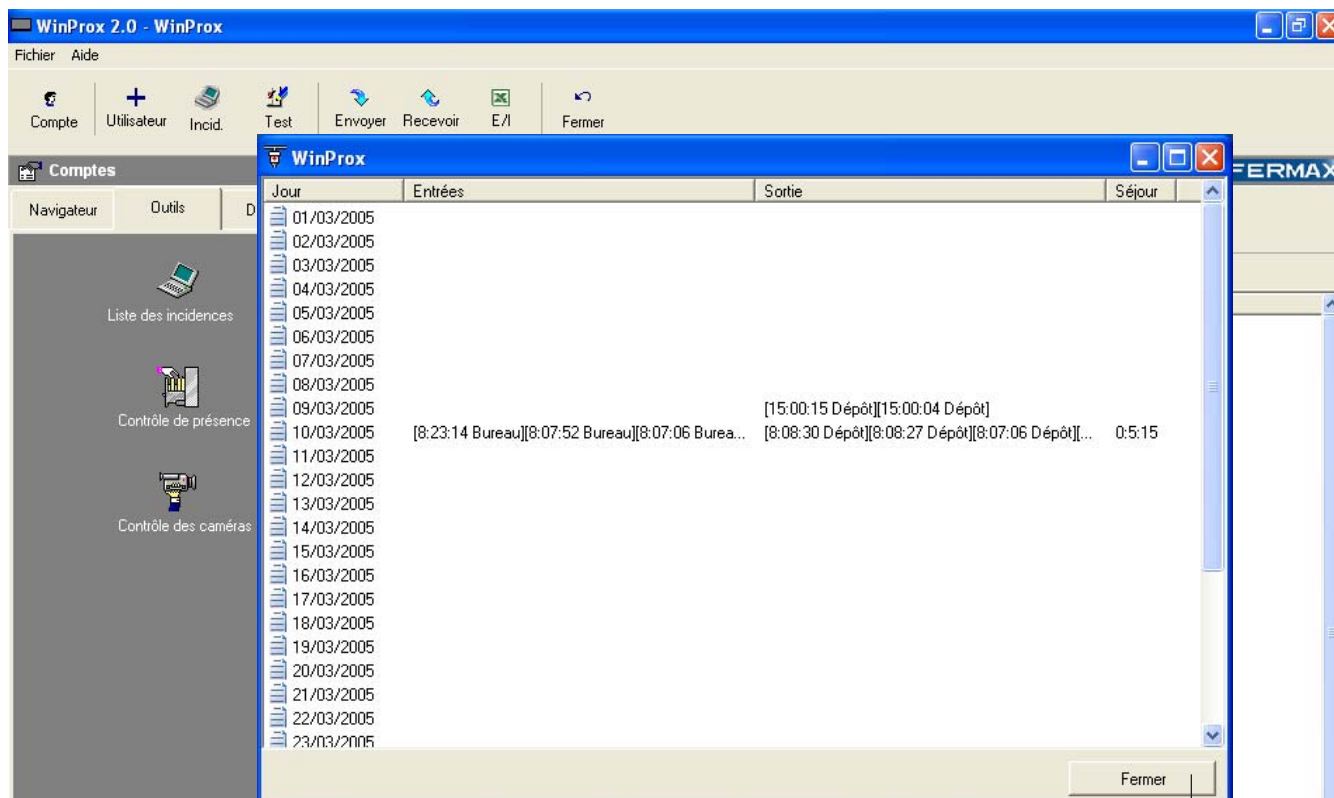 WinProx 2.0 - WinProx
Fichier Aide
Compte Utilisateur Incid. Test Envoyer Recevoir E/I Fermer
Comptes
FERMAX
Navigateur Outils D
Liste des incidences
Contrôle de présence
Contrôle des caméras
WinProx
Jour Entrées Sortie Séjour
01/03/2005
02/03/2005
03/03/2005
04/03/2005
05/03/2005
06/03/2005
07/03/2005
08/03/2005
09/03/2005 [15:00:15 Dépôt][15:00:04 Dépôt]
10/03/2005 [8:23:14 Bureau][8:07:52 Bureau][8:07:06 Burea... [8:08:30 Dépôt][8:08:27 Dépôt][8:07:06 Dépôt][... 0:5:15
11/03/2005
12/03/2005
13/03/2005
14/03/2005
15/03/2005
16/03/2005
17/03/2005
18/03/2005
19/03/2005
20/03/2005
21/03/2005
22/03/2005
23/03/2005
Fermer